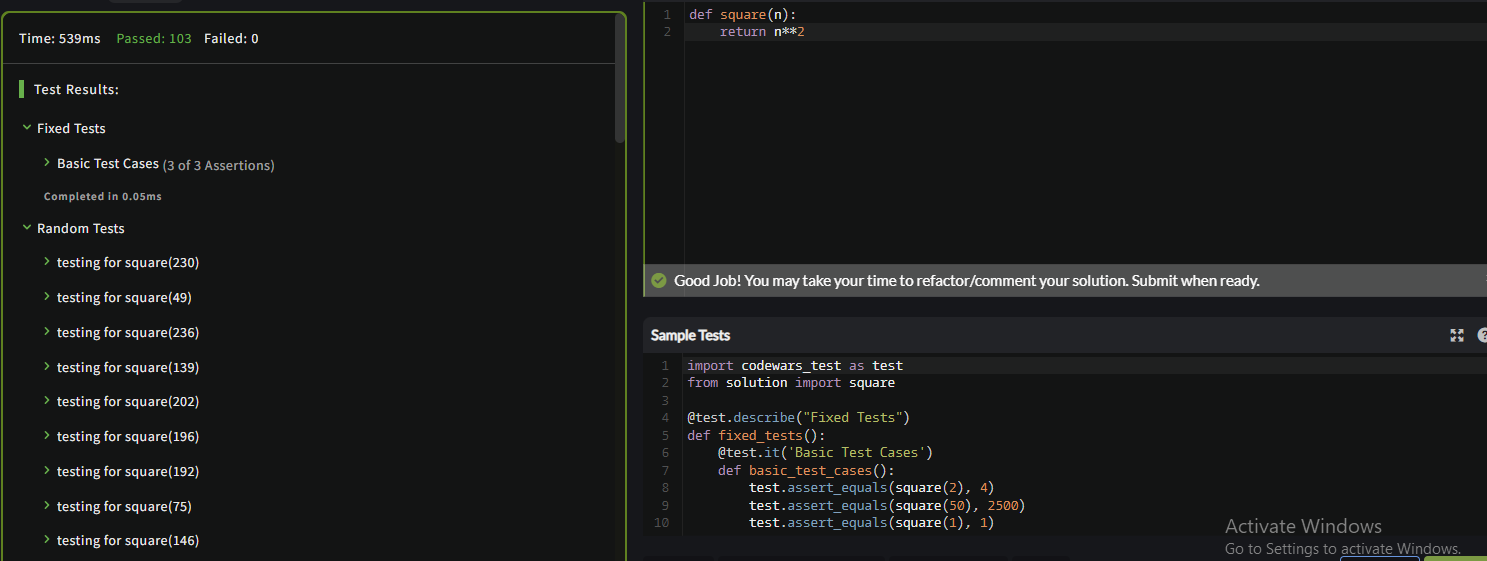 Time: 539ms Passed: 103 Failed: 0
Test Results:
Fixed Tests
Basic Test Cases (3 of 3 Assertions)
Completed in 0.05ms
Random Tests
testing for square(230)
testing for square(49)
testing for square(236)
testing for square(139)
testing for square(202)
testing for square(196)
testing for square(192)
testing for square(75)
testing for square(146)
1 def square(n):
2     return n**2
Good Job! You may take your time to refactor/comment your solution. Submit when ready.
Sample Tests
?
1 import codewars_test as test
2 from solution import square
3
4 @test.describe("Fixed Tests")
5 def fixed_tests():
6     @test.it('Basic Test Cases')
7     def basic_test_cases():
8         test.assert_equals(square(2), 4)
9         test.assert_equals(square(50), 2500)
10         test.assert_equals(square(1), 1)
Activate Windows
Go to Settings to activate Windows.